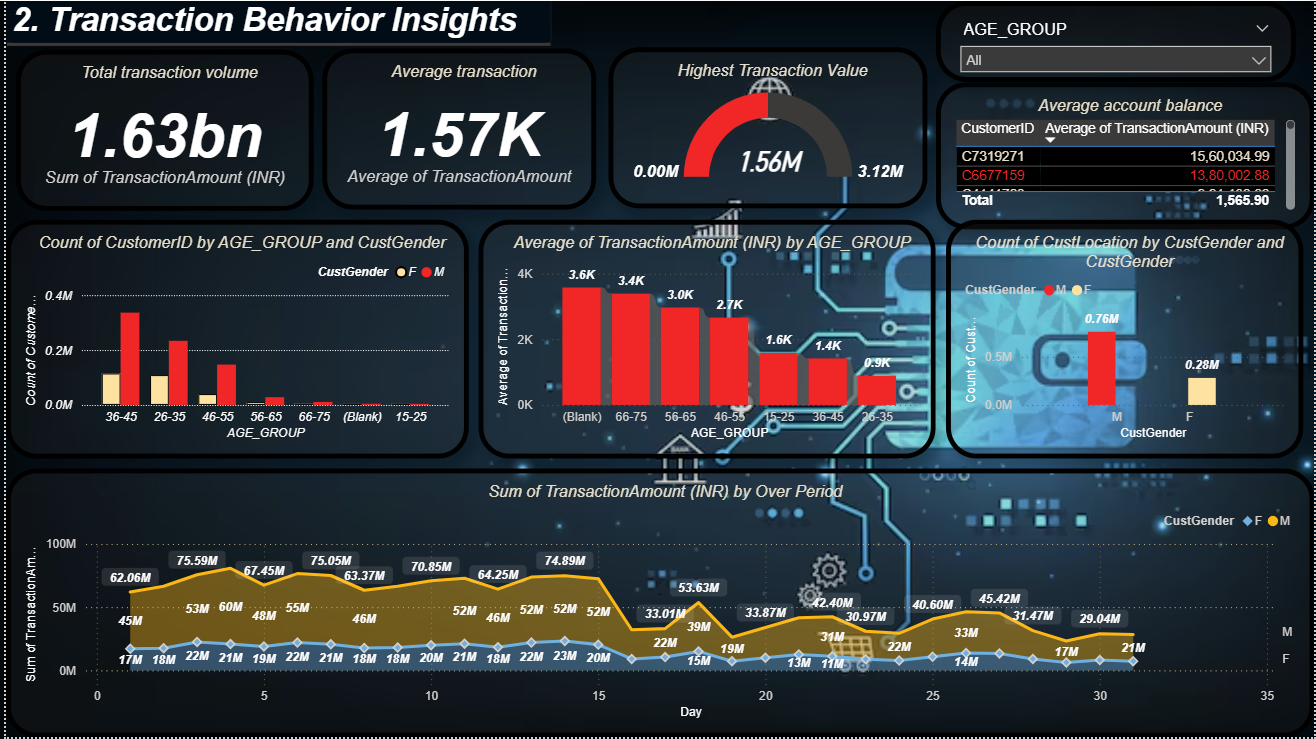 2. Transaction Behavior Insights
AGE_GROUP
All
Total transaction volume
1.63bn
Sum of TransactionAmount (INR)
Average transaction
1.57K
Average of TransactionAmount
Highest Transaction Value
0.00M
1.56M
3.12M
Average account balance
CustomerID Average of TransactionAmount (INR)
C7319271 15,60,034.99
C6677159 13,80,002.88
Total 1,565.90
Count of CustomerID by AGE_GROUP and CustGender
CustGender F M
Count of Custome...
0.4M
0.2M
0.0M
36-45 26-35 46-55 56-65 66-75 (Blank) 15-25
AGE_GROUP
Average of TransactionAmount (INR) by AGE_GROUP
Average of Transaction...
4K
2K
0K
3.6K 3.4K 3.0K 2.7K 1.6K 1.4K 0.9K
(Blank) 66-75 56-65 46-55 15-25 36-45 26-35
AGE_GROUP
BANK
Count of CustLocation by CustGender and
CustGender
CustGender M F
Count of Cust...
0.5M
0.0M
0.76M
0.28M
M F
CustGender
Sum of TransactionAmount (INR) by Over Period
CustGender F M
Sum of TransactionAm...
100M
50M
0M
62.06M 75.59M 67.45M 75.05M 63.37M 70.85M 64.25M 74.89M 33.01M 53.63M 33.87M 42.40M 30.97M 40.60M 45.42M 31.47M 29.04M
45M 53M 60M 48M 55M 46M 52M 46M 52M 52M 52M 22M 39M 19M 31M 22M 33M 17M 21M
17M 18M 22M 21M 19M 22M 21M 18M 18M 20M 21M 18M 22M 23M 20M 15M 13M 11M 14M
M
F
0 5 10 15 20 25 30 35
Day